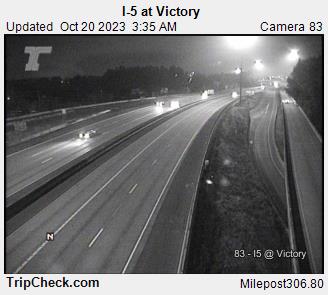 I-5 at Victory
Updated Oct 20 2023 3:35 AM Camera 83
T
N
83 - I5 @ Victory
TripCheck.com Milepost306.80